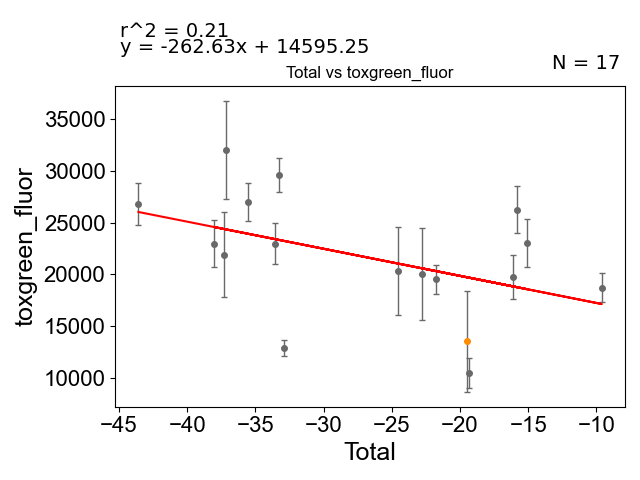 r^2 = 0.21
y = -262.63x + 14595.25
N = 17
Total vs toxgreen_fluor
35000
30000
25000
20000
15000
10000
toxgreen_fluor
−45 −40 −35 −30 −25 −20 −15 −10
Total